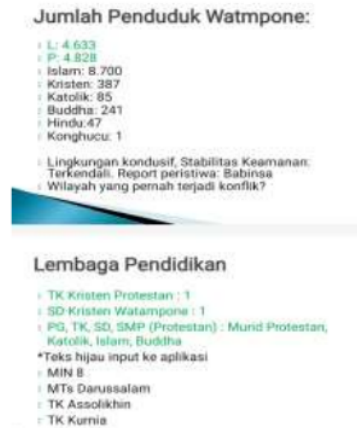 Jumlah Penduduk Watmpone:
L: 4.633
P: 4.828
Islam: 8.700
Kristen: 387
Katolik: 85
Buddha: 241
Hindu:47
Konghucu: 1
Lingkungan kondusif, Stabilitas Keamanan:
Terkendali. Report peristiwa: Babinsa
Wilayah yang pernah terjadi konflik?
Lembaga Pendidikan
TK Kristen Protestan : 1
SD Kristen Watampone : 1
PG, TK, SD, SMP (Protestan) : Murid Protestan,
Katolik, Islam, Buddha
*Teks hijau input ke aplikasi
MIN 8
MTs Darussalam
TK Assolikhin
TK Kurnia